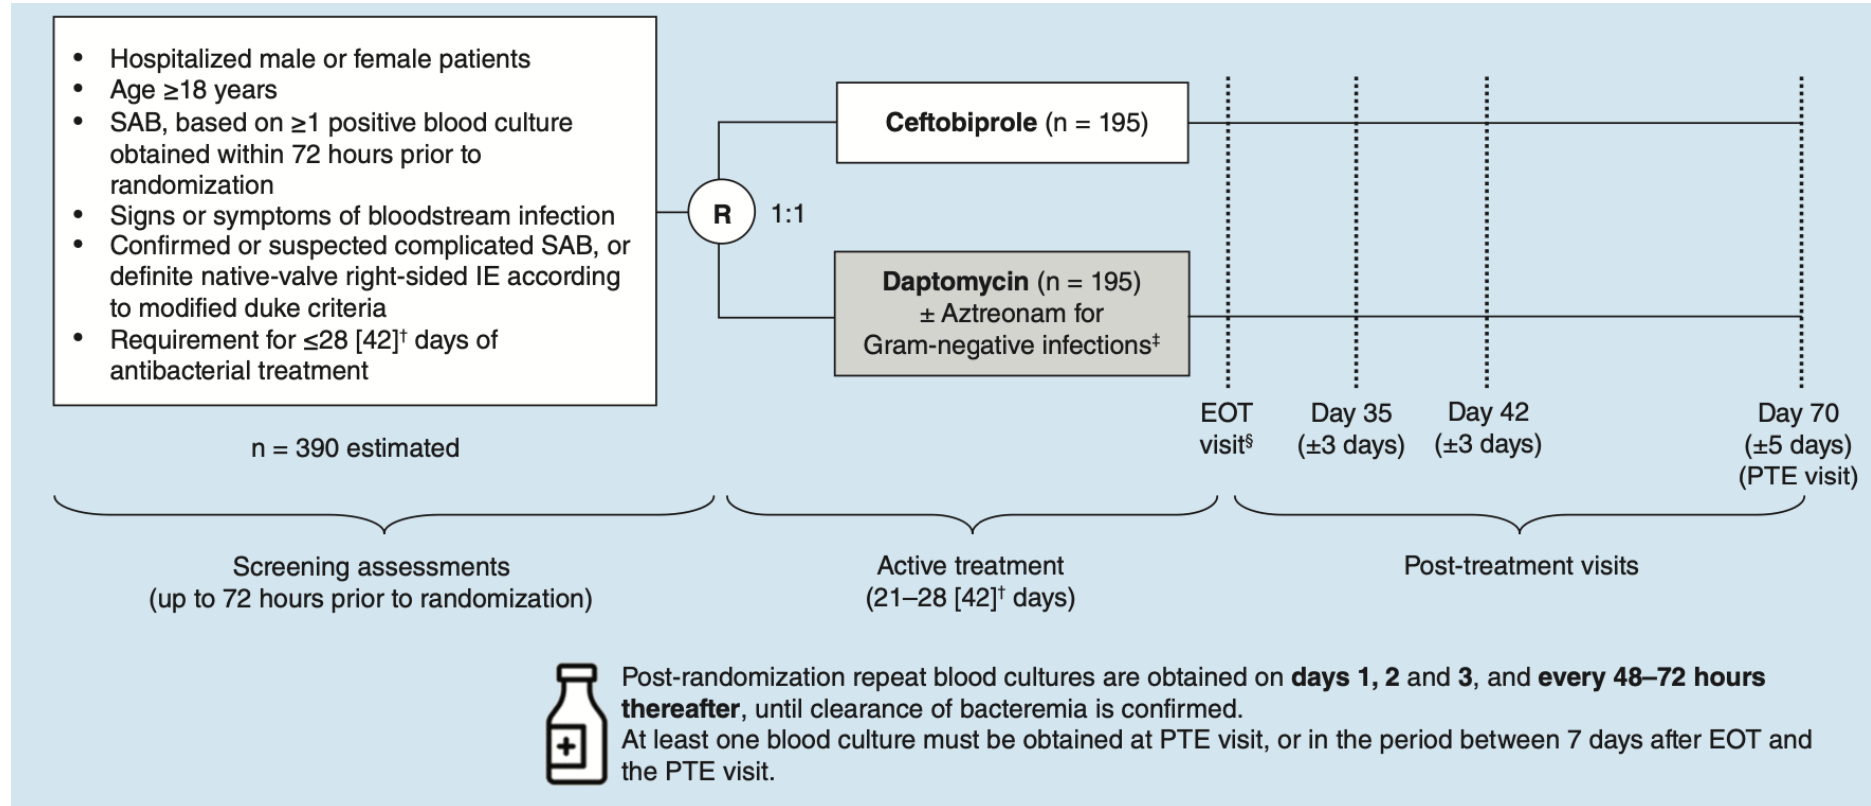 • Hospitalized male or female patients
• Age ≥18 years
• SAB, based on ≥1 positive blood culture
obtained within 72 hours prior to
randomization
• Signs or symptoms of bloodstream infection
• Confirmed or suspected complicated SAB, or
definite native-valve right-sided IE according
to modified duke criteria
• Requirement for ≤28 [42]† days of
antibacterial treatment
n = 390 estimated
R
1:1
Ceftobiprole (n = 195)
Daptomycin (n = 195)
± Aztreonam for
Gram-negative infections‡
EOT
visit§
Day 35
(±3 days)
Day 42
(±3 days)
Day 70
(±5 days)
(PTE visit)
Screening assessments
(up to 72 hours prior to randomization)
Active treatment
(21–28 [42]† days)
Post-treatment visits
Post-randomization repeat blood cultures are obtained on days 1, 2 and 3, and every 48–72 hours
thereafter, until clearance of bacteremia is confirmed.
At least one blood culture must be obtained at PTE visit, or in the period between 7 days after EOT and
the PTE visit.